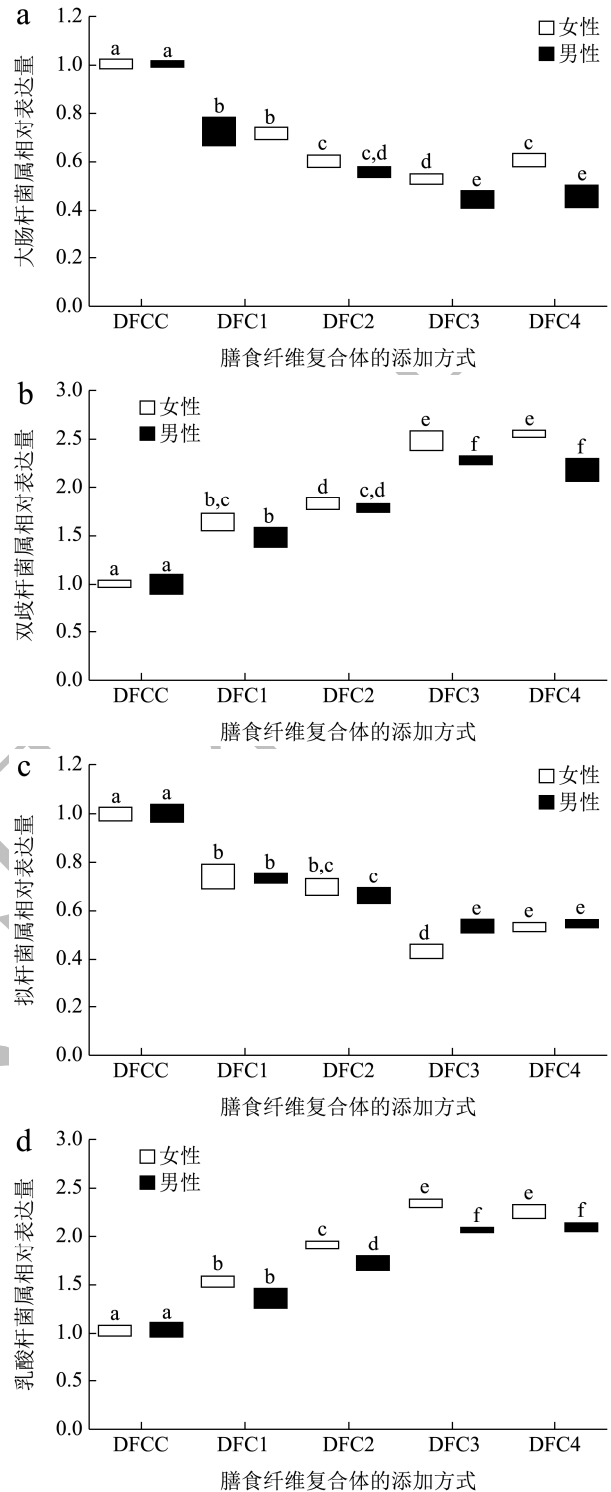 a
大肠杆菌属相对表达量
1.2
1.0
0.8
0.6
0.4
0.2
0.0
女性
男性
a a
b b
c c,d
d e
c e
DFCC DFC1 DFC2 DFC3 DFC4
膳食纤维复合体的添加方式
b
双歧杆菌属相对表达量
3.0
2.5
2.0
1.5
1.0
0.5
0.0
女性
男性
a a
b,c b
d c,d
e f
e f
DFCC DFC1 DFC2 DFC3 DFC4
膳食纤维复合体的添加方式
c
拟杆菌属相对表达量
1.2
1.0
0.8
0.6
0.4
0.2
0.0
女性
男性
a a
b b
b,c c
d e
e e
DFCC DFC1 DFC2 DFC3 DFC4
膳食纤维复合体的添加方式
d
乳酸杆菌属相对表达量
3.0
2.5
2.0
1.5
1.0
0.5
0.0
女性
男性
a a
b b
c d
e f
e f
DFCC DFC1 DFC2 DFC3 DFC4
膳食纤维复合体的添加方式